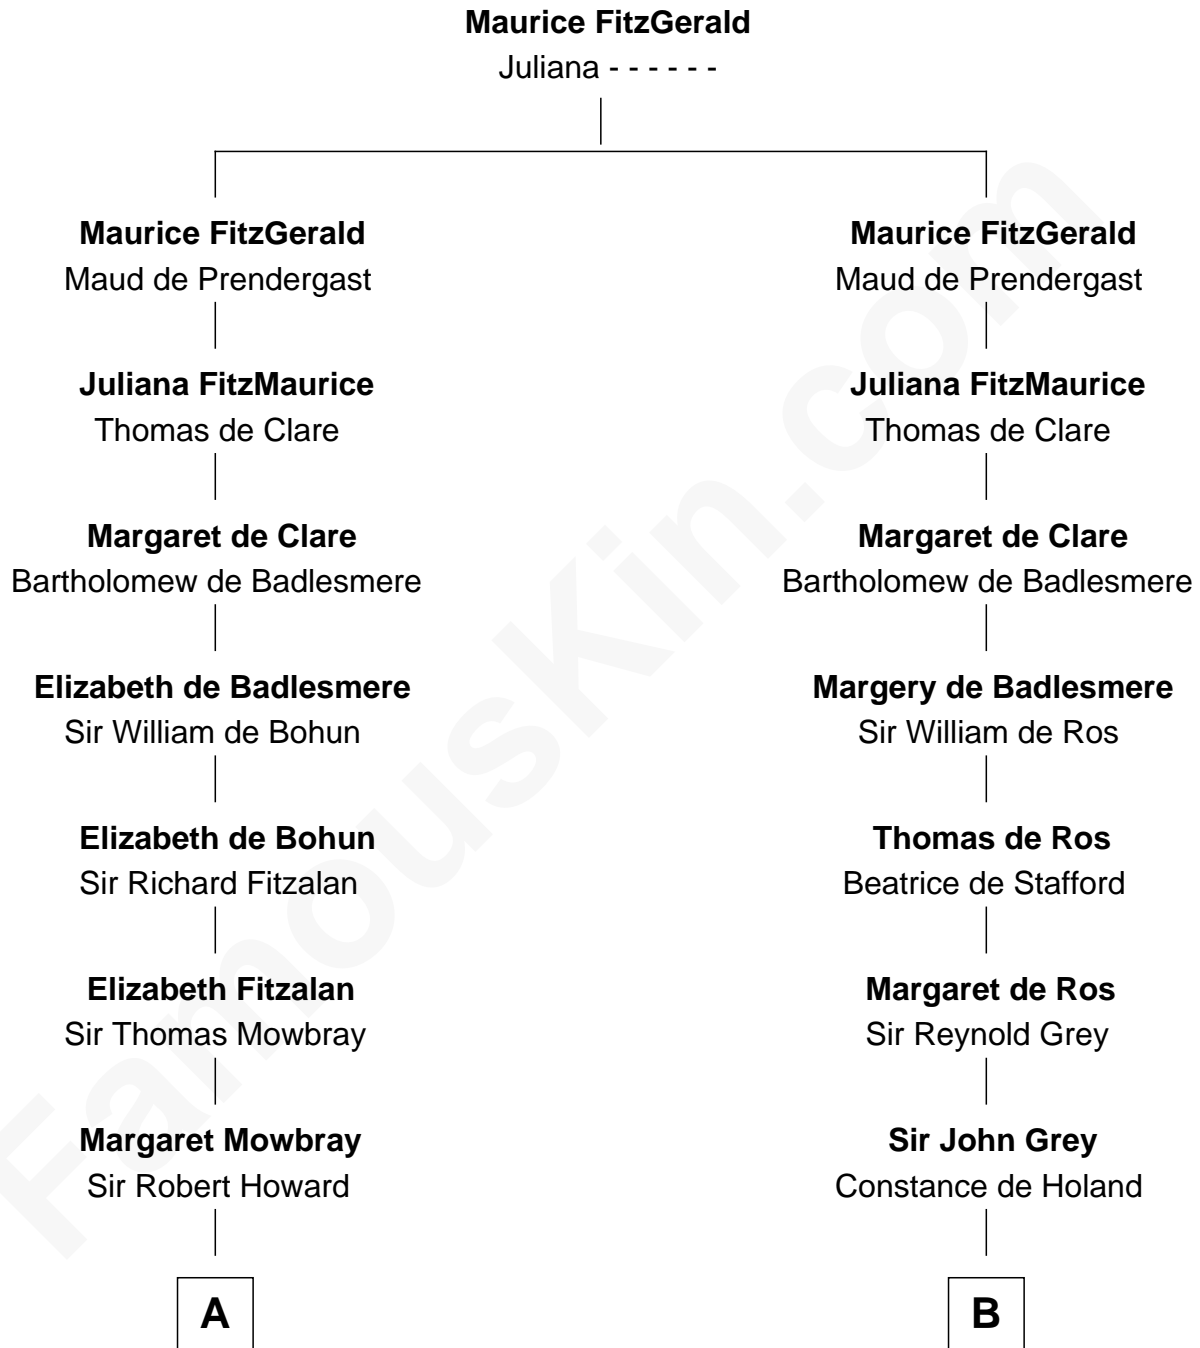 Maurice FitzGerald
Juliana - - - - - -
Maurice FitzGerald
Maud de Prendergast
Juliana FitzMaurice
Thomas de Clare
Margaret de Clare
Bartholomew de Badlesmere
Elizabeth de Badlesmere
Sir William de Bohun
Elizabeth de Bohun
Sir Richard Fitzalan
Elizabeth Fitzalan
Sir Thomas Mowbray
Margaret Mowbray
Sir Robert Howard
A
Maurice FitzGerald
Maud de Prendergast
Juliana FitzMaurice
Thomas de Clare
Margaret de Clare
Bartholomew de Badlesmere
Margery de Badlesmere
Sir William de Ros
Thomas de Ros
Beatrice de Stafford
Margaret de Ros
Sir Reynold Grey
Sir John Grey
Constance de Holand
B
FamousKin.com